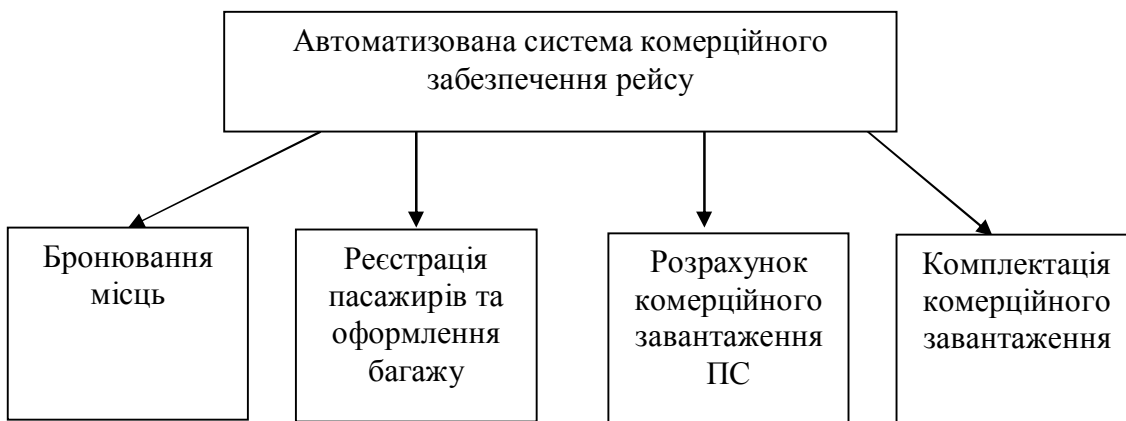 Автоматизована система комерційного
забезпечення рейсу
Бронювання
місць
Реєстрація
пасажирів та
оформлення
багажу
Розрахунок
комерційного
завантаження
ПС
Комплектація
комерційного
завантаження